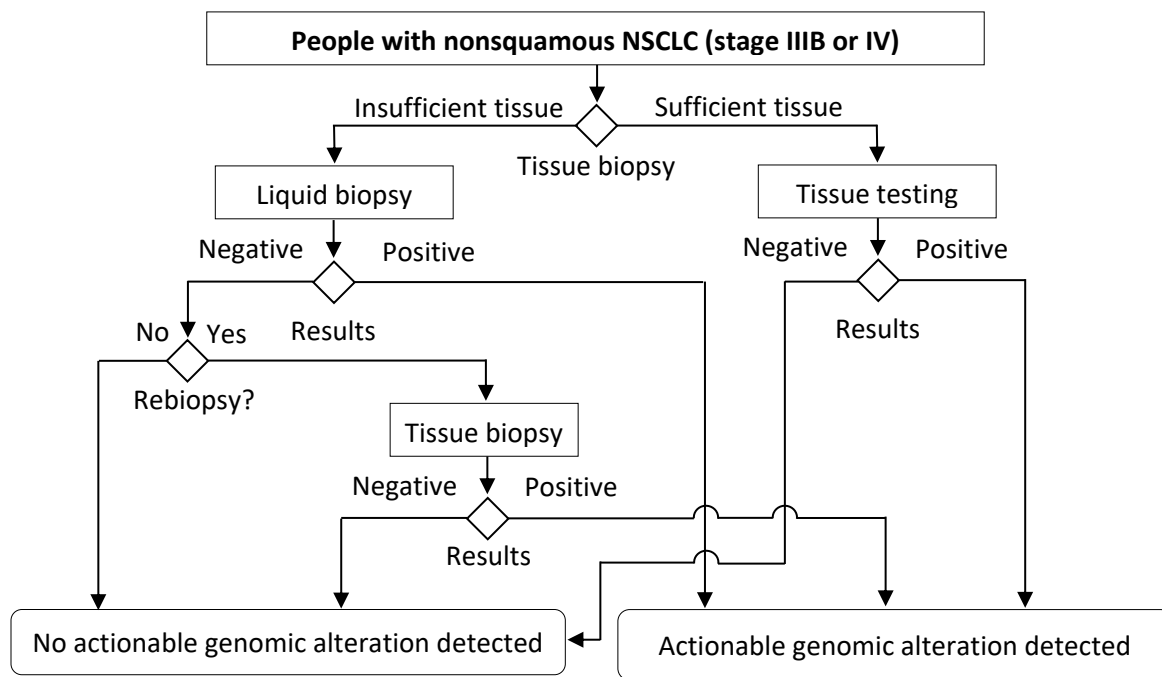 People with nonsquamous NSCLC (stage IIIB or IV)
Insufficient tissue
Sufficient tissue
Tissue biopsy
Liquid biopsy
Tissue testing
Negative
Positive
Negative
Positive
Results
Results
No
Yes
Rebiopsy?
Tissue biopsy
Negative
Positive
Results
No actionable genomic alteration detected
Actionable genomic alteration detected